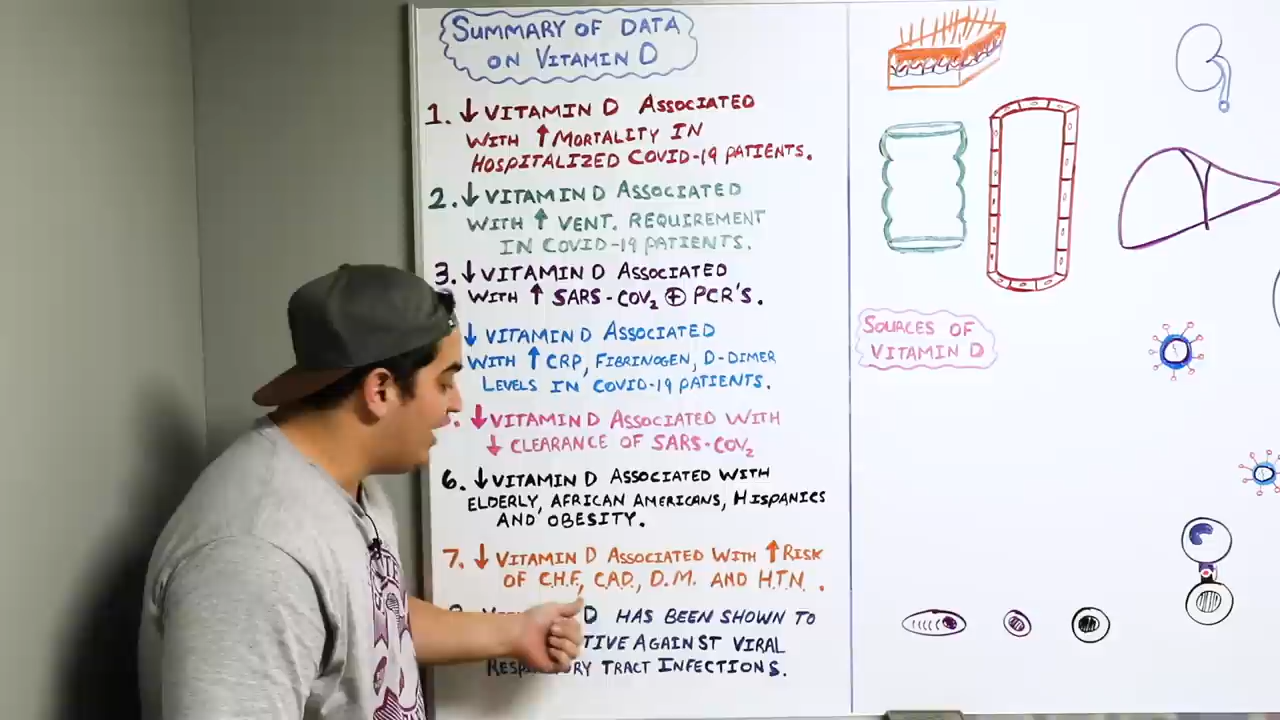 SUMMARY OF DATA
ON VITAMIN D
1. ↓ VITAMIN D ASSOCIATED
WITH ↑ MORTALITY IN
HOSPITALIZED COVID-19 PATIENTS.
2. ↓ VITAMIN D ASSOCIATED
WITH ↑ VENT. REQUIREMENT
IN COVID-19 PATIENTS.
3. ↓ VITAMIN D ASSOCIATED
WITH ↑ SARS-COV₂ ⊕ PCR'S.
↓ VITAMIN D ASSOCIATED
WITH ↑ CRP, FIBRINOGEN, D-DIMER
LEVELS IN COVID-19 PATIENTS.
↓ VITAMIN D ASSOCIATED WITH
↓ CLEARANCE OF SARS-COV₂
6. ↓ VITAMIN D ASSOCIATED WITH
ELDERLY, AFRICAN AMERICANS, HISPANICS
AND OBESITY.
7. ↓ VITAMIN D ASSOCIATED WITH ↑ RISK
OF C.H.F., C.A.D., D.M. AND H.T.N.
D HAS BEEN SHOWN TO
TIVE AGAINST VIRAL
TRACT INFECTIONS.
SOURCES OF
VITAMIN D